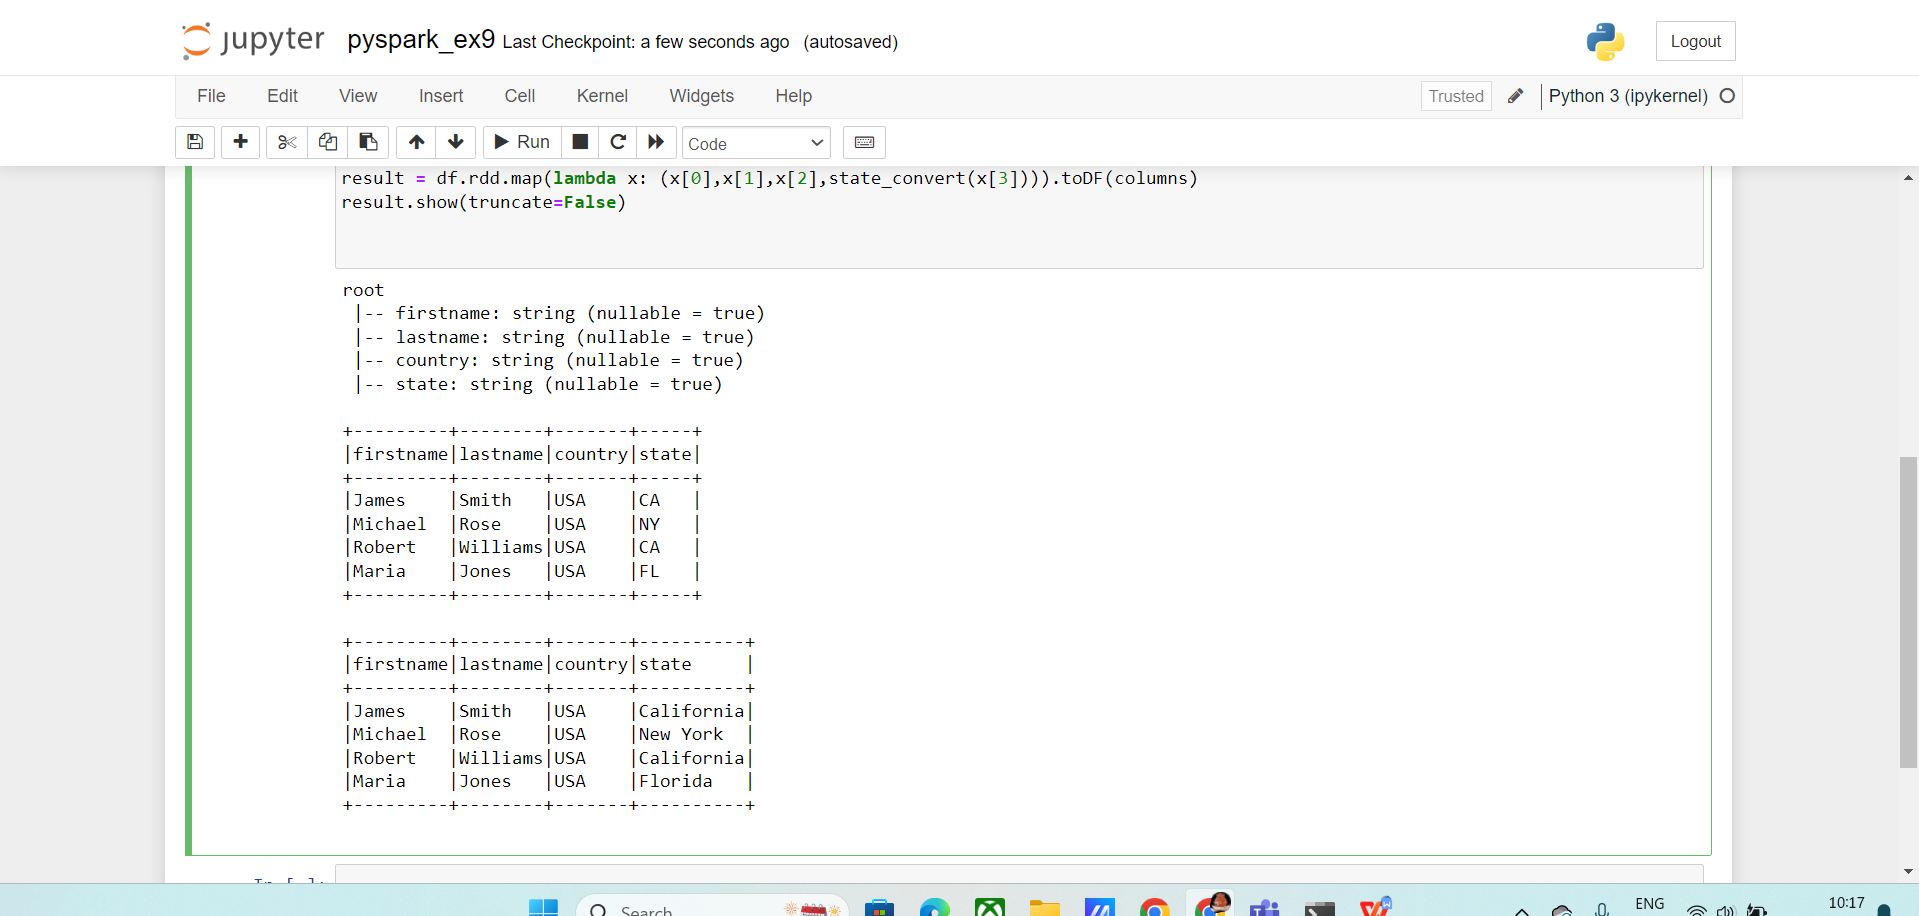 jupyter pyspark_ex9 Last Checkpoint: a few seconds ago (autosaved) Logout
File Edit View Insert Cell Kernel Widgets Help Trusted Python 3 (ipykernel)
Run Code
result = df.rdd.map(lambda x: (x[0],x[1],x[2],state_convert(x[3]))).toDF(columns)
result.show(truncate=False)
root
 |-- firstname: string (nullable = true)
 |-- lastname: string (nullable = true)
 |-- country: string (nullable = true)
 |-- state: string (nullable = true)
+---------+--------+-------+-----+
|firstname|lastname|country|state|
+---------+--------+-------+-----+
|James    |Smith   |USA    |CA   |
|Michael  |Rose    |USA    |NY   |
|Robert   |Williams|USA    |CA   |
|Maria    |Jones   |USA    |FL   |
+---------+--------+-------+-----+
+---------+--------+-------+----------+
|firstname|lastname|country|state     |
+---------+--------+-------+----------+
|James    |Smith   |USA    |California|
|Michael  |Rose    |USA    |New York  |
|Robert   |Williams|USA    |California|
|Maria    |Jones   |USA    |Florida   |
+---------+--------+-------+----------+
In [ ]:
Search ENG 10:17